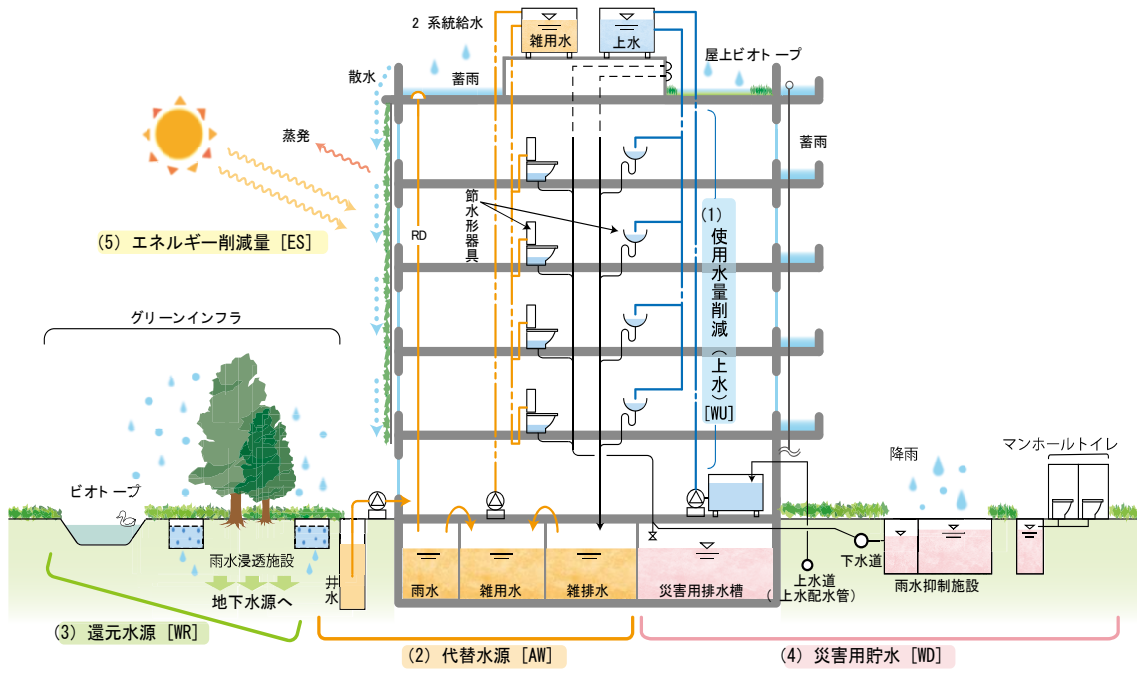 2 系統給水
雑用水
上水
屋上ビオトープ
散水
蓄雨
蓄雨
蒸発
節水形器具
(1) 使用水量削減(上水)[WU]
RD
(5) エネルギー削減量 [ES]
グリーンインフラ
ビオトープ
降雨
マンホールトイレ
雨水浸透施設
地下水源へ
井水
雨水
雑用水
雑排水
災害用排水槽
上水道
(上水配水管)
下水道
雨水抑制施設
(3) 還元水源 [WR]
(2) 代替水源 [AW]
(4) 災害用貯水 [WD]